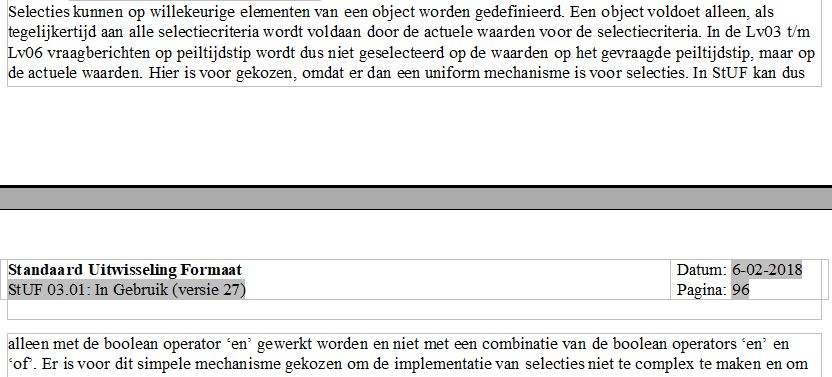 Selecties kunnen op willekeurige elementen van een object worden gedefinieerd. Een object voldoet alleen, als
tegelijkertijd aan alle selectiecriteria wordt voldaan door de actuele waarden voor de selectiecriteria. In de Lv03 t/m
Lv06 vraagberichten op peiltijdstip wordt dus niet geselecteerd op de waarden op het gevraagde peiltijdstip, maar op
de actuele waarden. Hier is voor gekozen, omdat er dan een uniform mechanisme is voor selecties. In StUF kan dus
Standaard Uitwisseling Formaat
Datum: 6-02-2018
StUF 03.01: In Gebruik (versie 27)
Pagina: 96
alleen met de boolean operator ‘en’ gewerkt worden en niet met een combinatie van de boolean operators ‘en’ en
‘of’. Er is voor dit simpele mechanisme gekozen om de implementatie van selecties niet te complex te maken en om